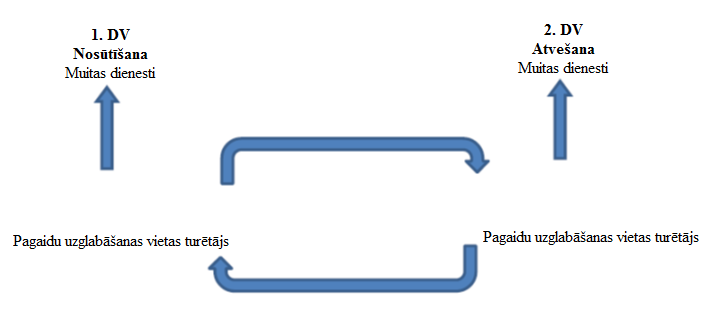 1. DV
Nosūtīšana
Muitas dienesti
2. DV
Atvešana
Muitas dienesti
Pagaidu uzglabāšanas vietas turētājs
Pagaidu uzglabāšanas vietas turētājs